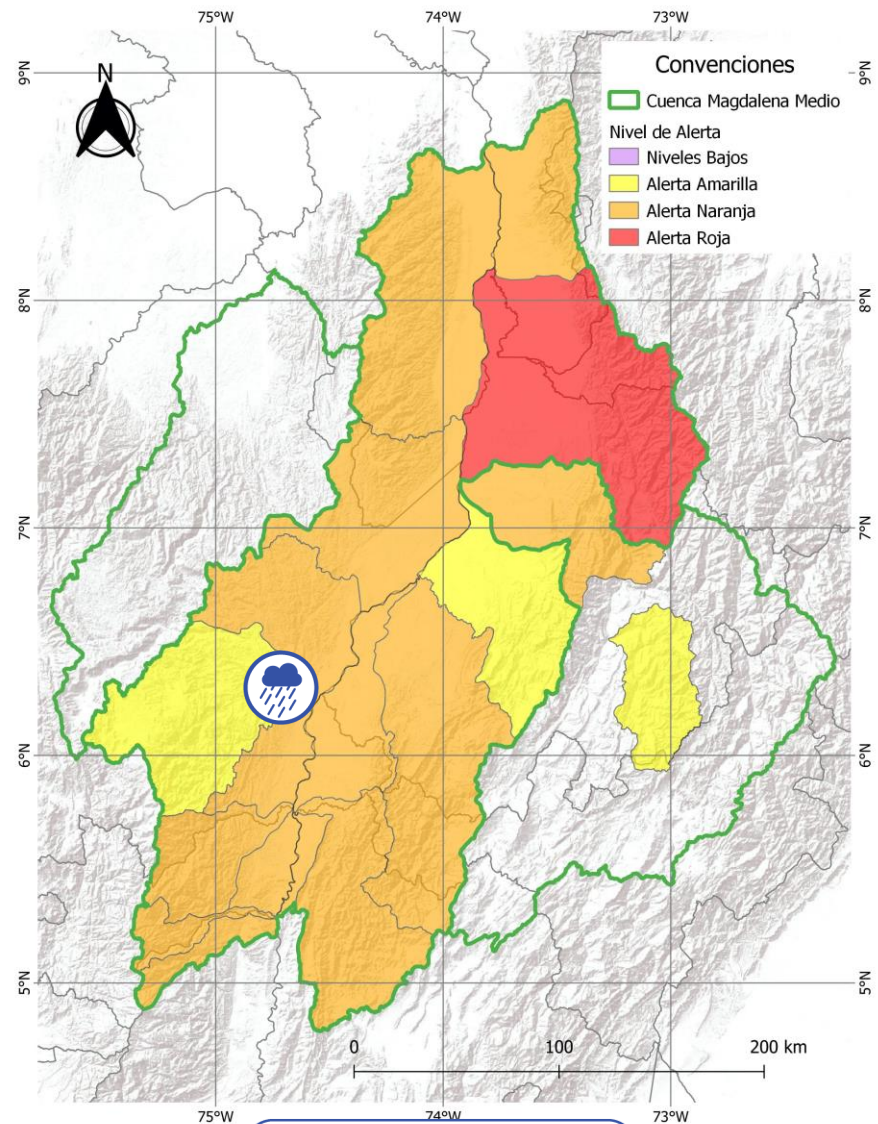 75°W 74°W 73°W
9°N 9°N
N
Convenciones
Cuenca Magdalena Medio
Nivel de Alerta
Niveles Bajos
Alerta Amarilla
Alerta Naranja
Alerta Roja
8°N 8°N
7°N 7°N
6°N 6°N
5°N 5°N
0 100 200 km
75°W 74°W 73°W